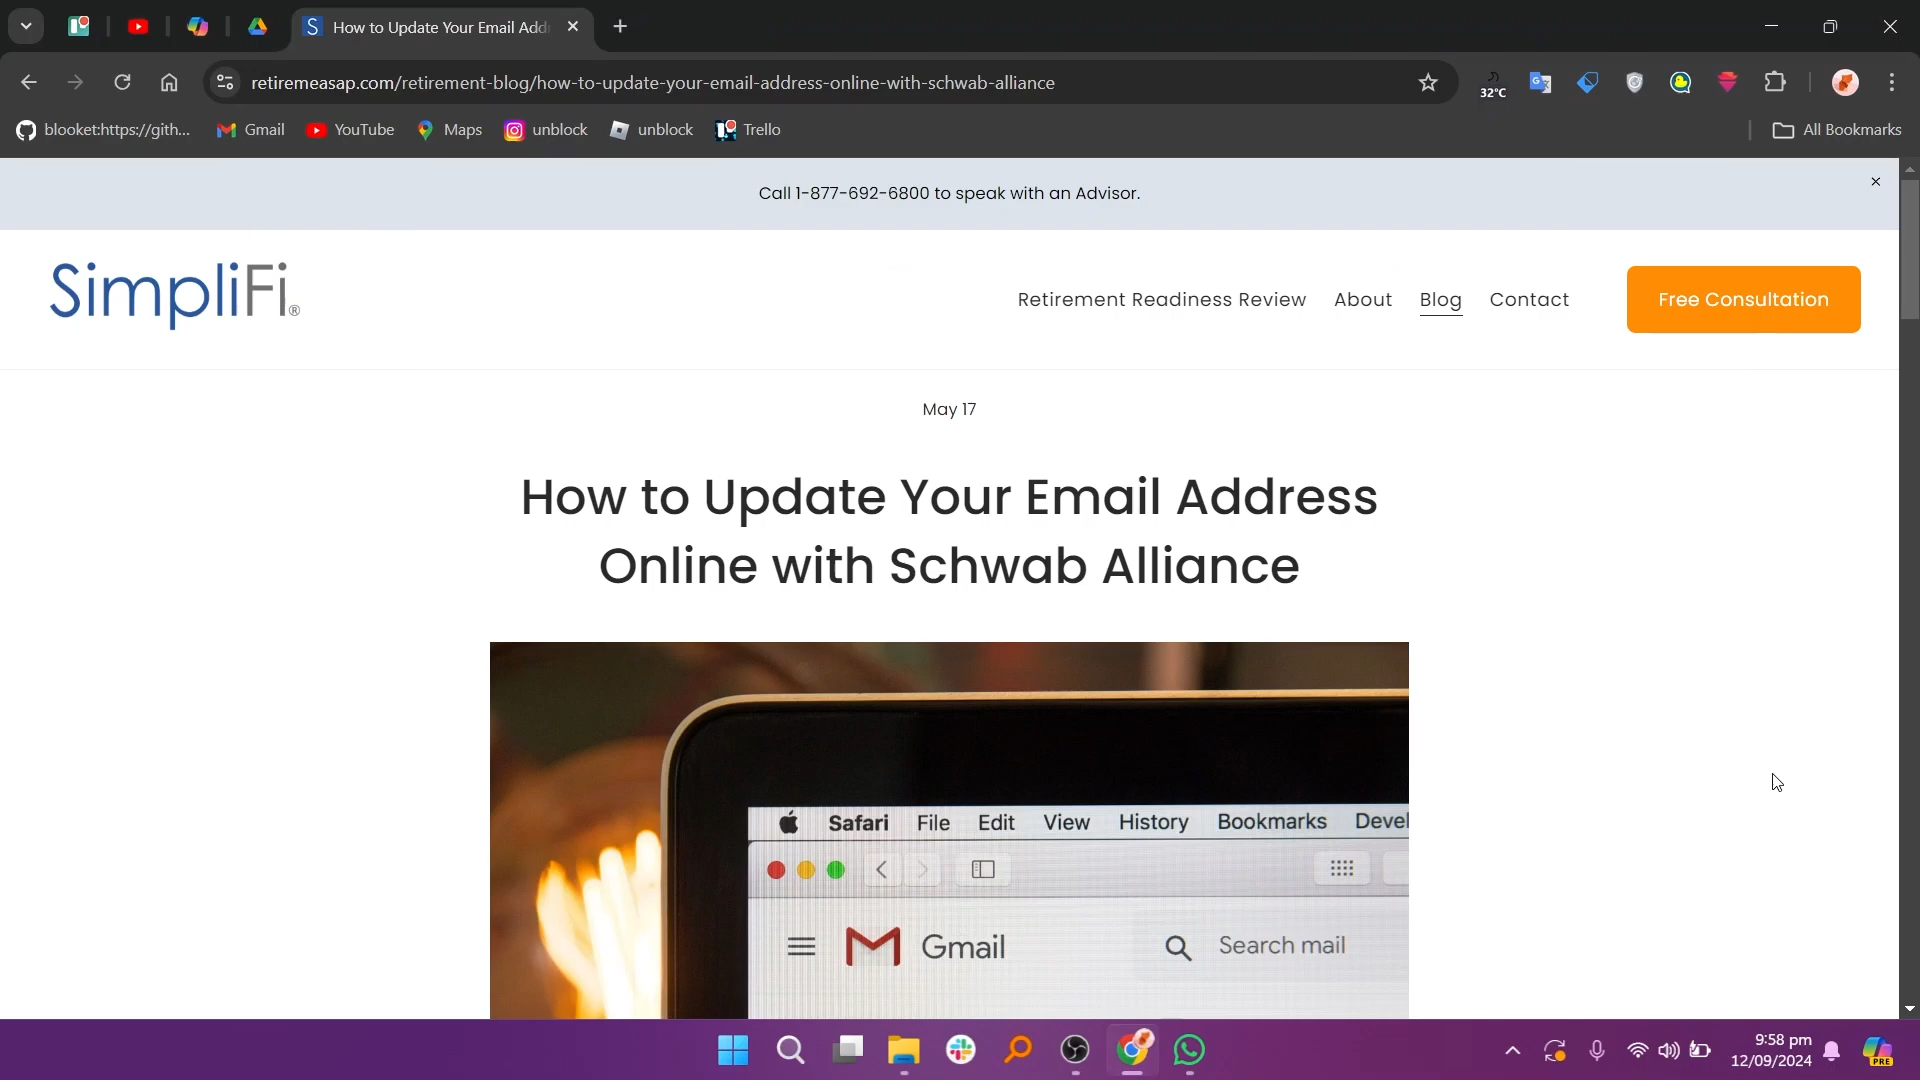 How to Update Your Email Add
retiremeasap.com/retirement-blog/how-to-update-your-email-address-online-with-schwab-alliance
32°C
blooket:https://gith...
Gmail
YouTube
Maps
unblock
unblock
Trello
All Bookmarks
Call 1-877-692-6800 to speak with an Advisor.
SimpliFi®
Retirement Readiness Review
About
Blog
Contact
Free Consultation
May 17
How to Update Your Email Address
Online with Schwab Alliance
Safari File Edit View History Bookmarks Devel
Gmail
Search mail
9:58 pm
12/09/2024
PRE